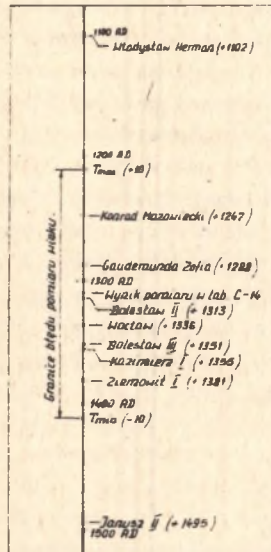 1100 AD
Władysław Herman (+1102)
1200 AD
Tmax (+1σ)
Konrad Mazowiecki (+1247)
Gaudemunda Zofia (+1288)
1300 AD
Wynik pomiaru w lab. C-14
Bolesław II (+1313)
Wacław (+1336)
Bolesław III (+1351)
Kazimierz I (+1355)
Ziemowit I (+1381)
1400 AD
Tmin (-1σ)
Janusz II (+1495)
1500 AD
Granice błędu pomiaru wieku